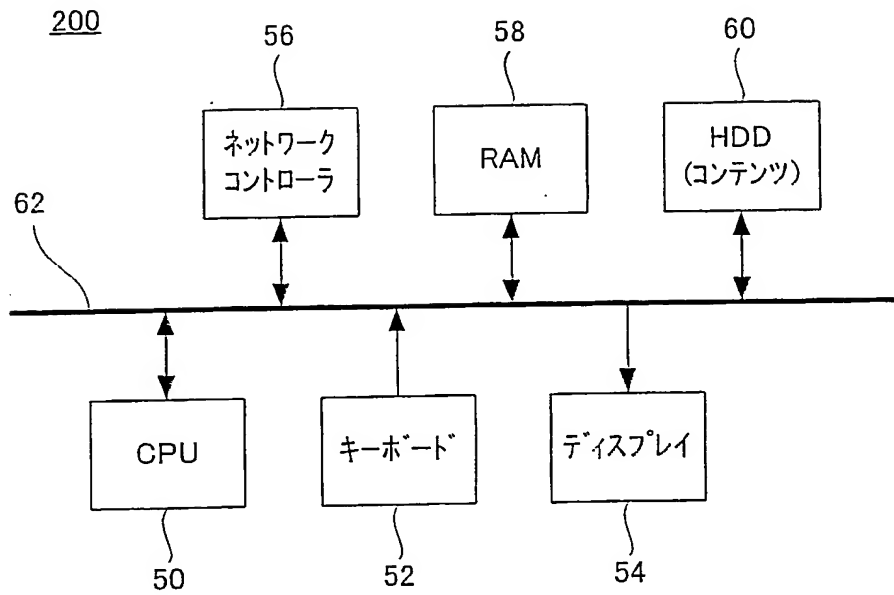 200
56
58
60
ネットワーク
コントローラ
RAM
HDD
(コンテンツ)
62
CPU
キーボード
ディスプレイ
50
52
54